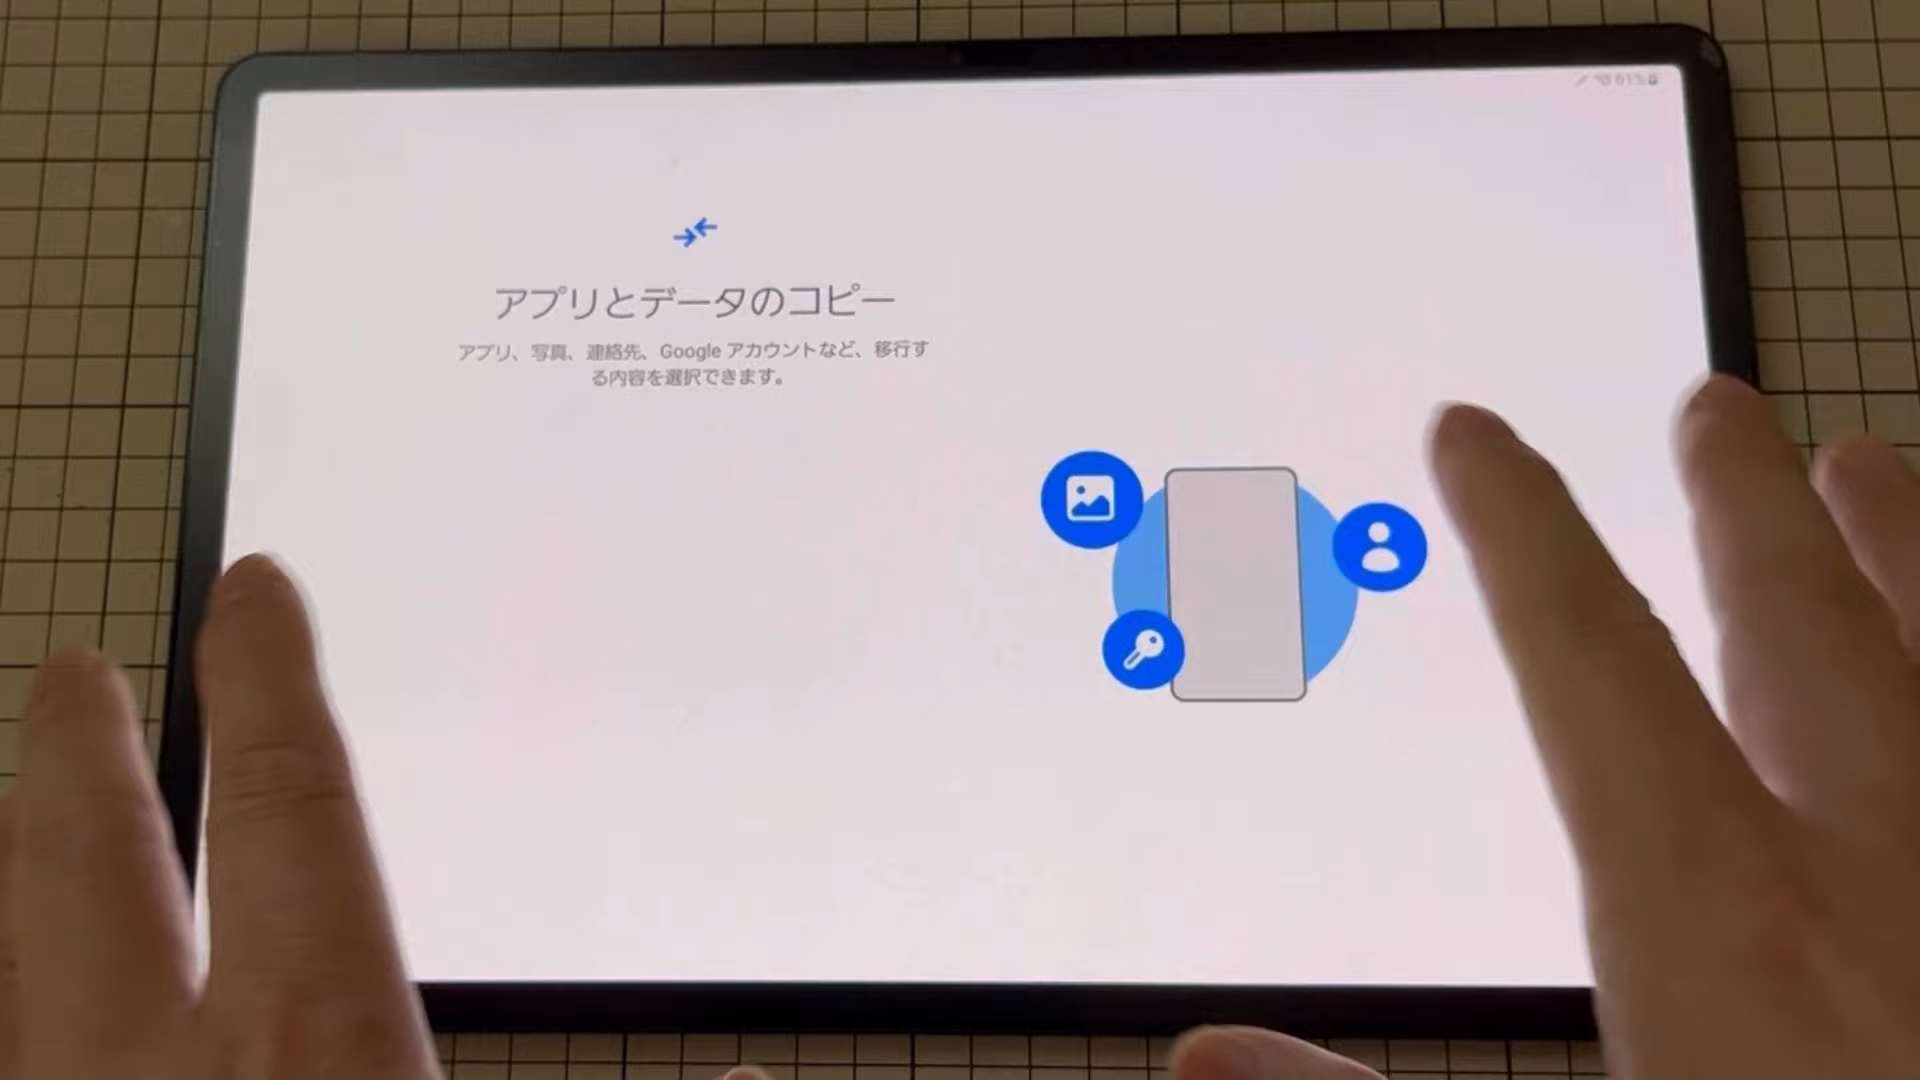 61%
アプリとデータのコピー
アプリ、写真、連絡先、Google アカウントなど、移行す
る内容を選択できます。